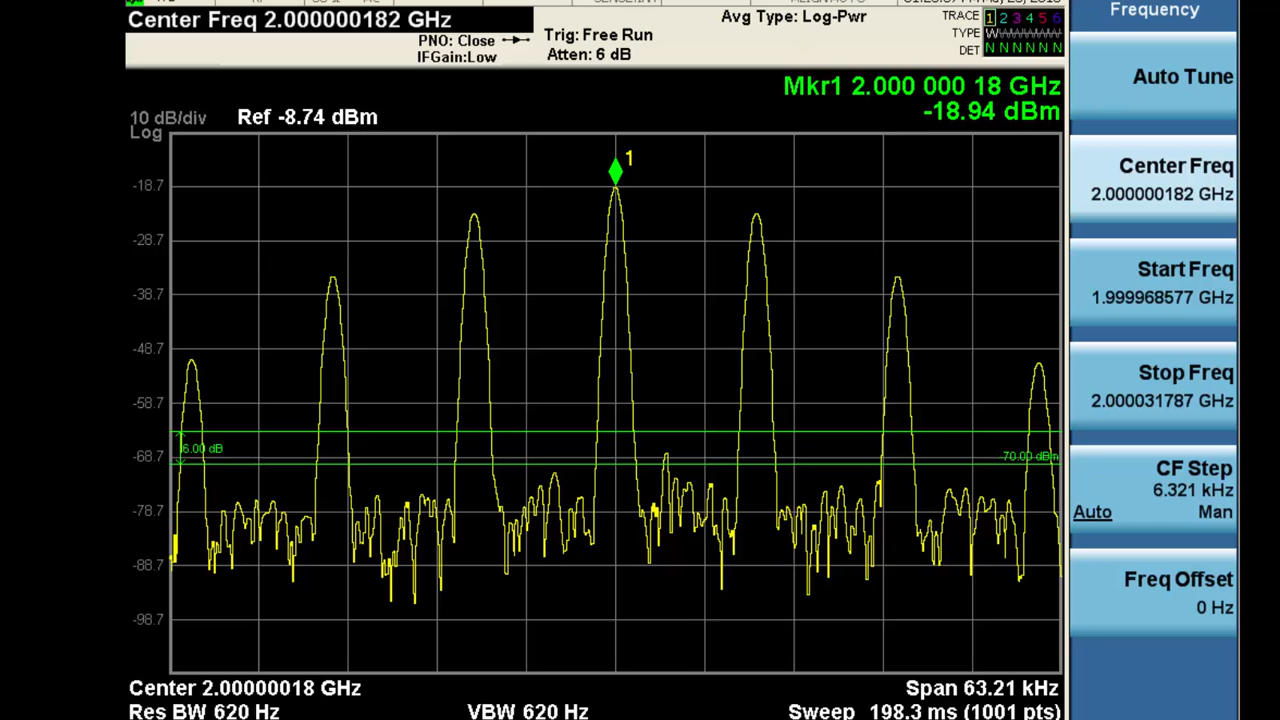 Center Freq 2.000000182 GHz
PNO: Close
IFGain:Low
Trig: Free Run
Atten: 6 dB
Avg Type: Log-Pwr
TRACE 1 2 3 4 5 6
TYPE
DET N N N N N N
Frequency
Auto Tune
Mkr1 2.000 000 18 GHz
-18.94 dBm
10 dB/div
Log
Ref -8.74 dBm
1
-18.7
-28.7
-38.7
-48.7
-58.7
-68.7
-78.7
-88.7
-98.7
6.00 dB
70.00 dBm
Center Freq
2.000000182 GHz
Start Freq
1.999968577 GHz
Stop Freq
2.000031787 GHz
CF Step
6.321 kHz
Auto Man
Freq Offset
0 Hz
Center 2.00000018 GHz
Span 63.21 kHz
Res BW 620 Hz
VBW 620 Hz
Sweep 198.3 ms (1001 pts)